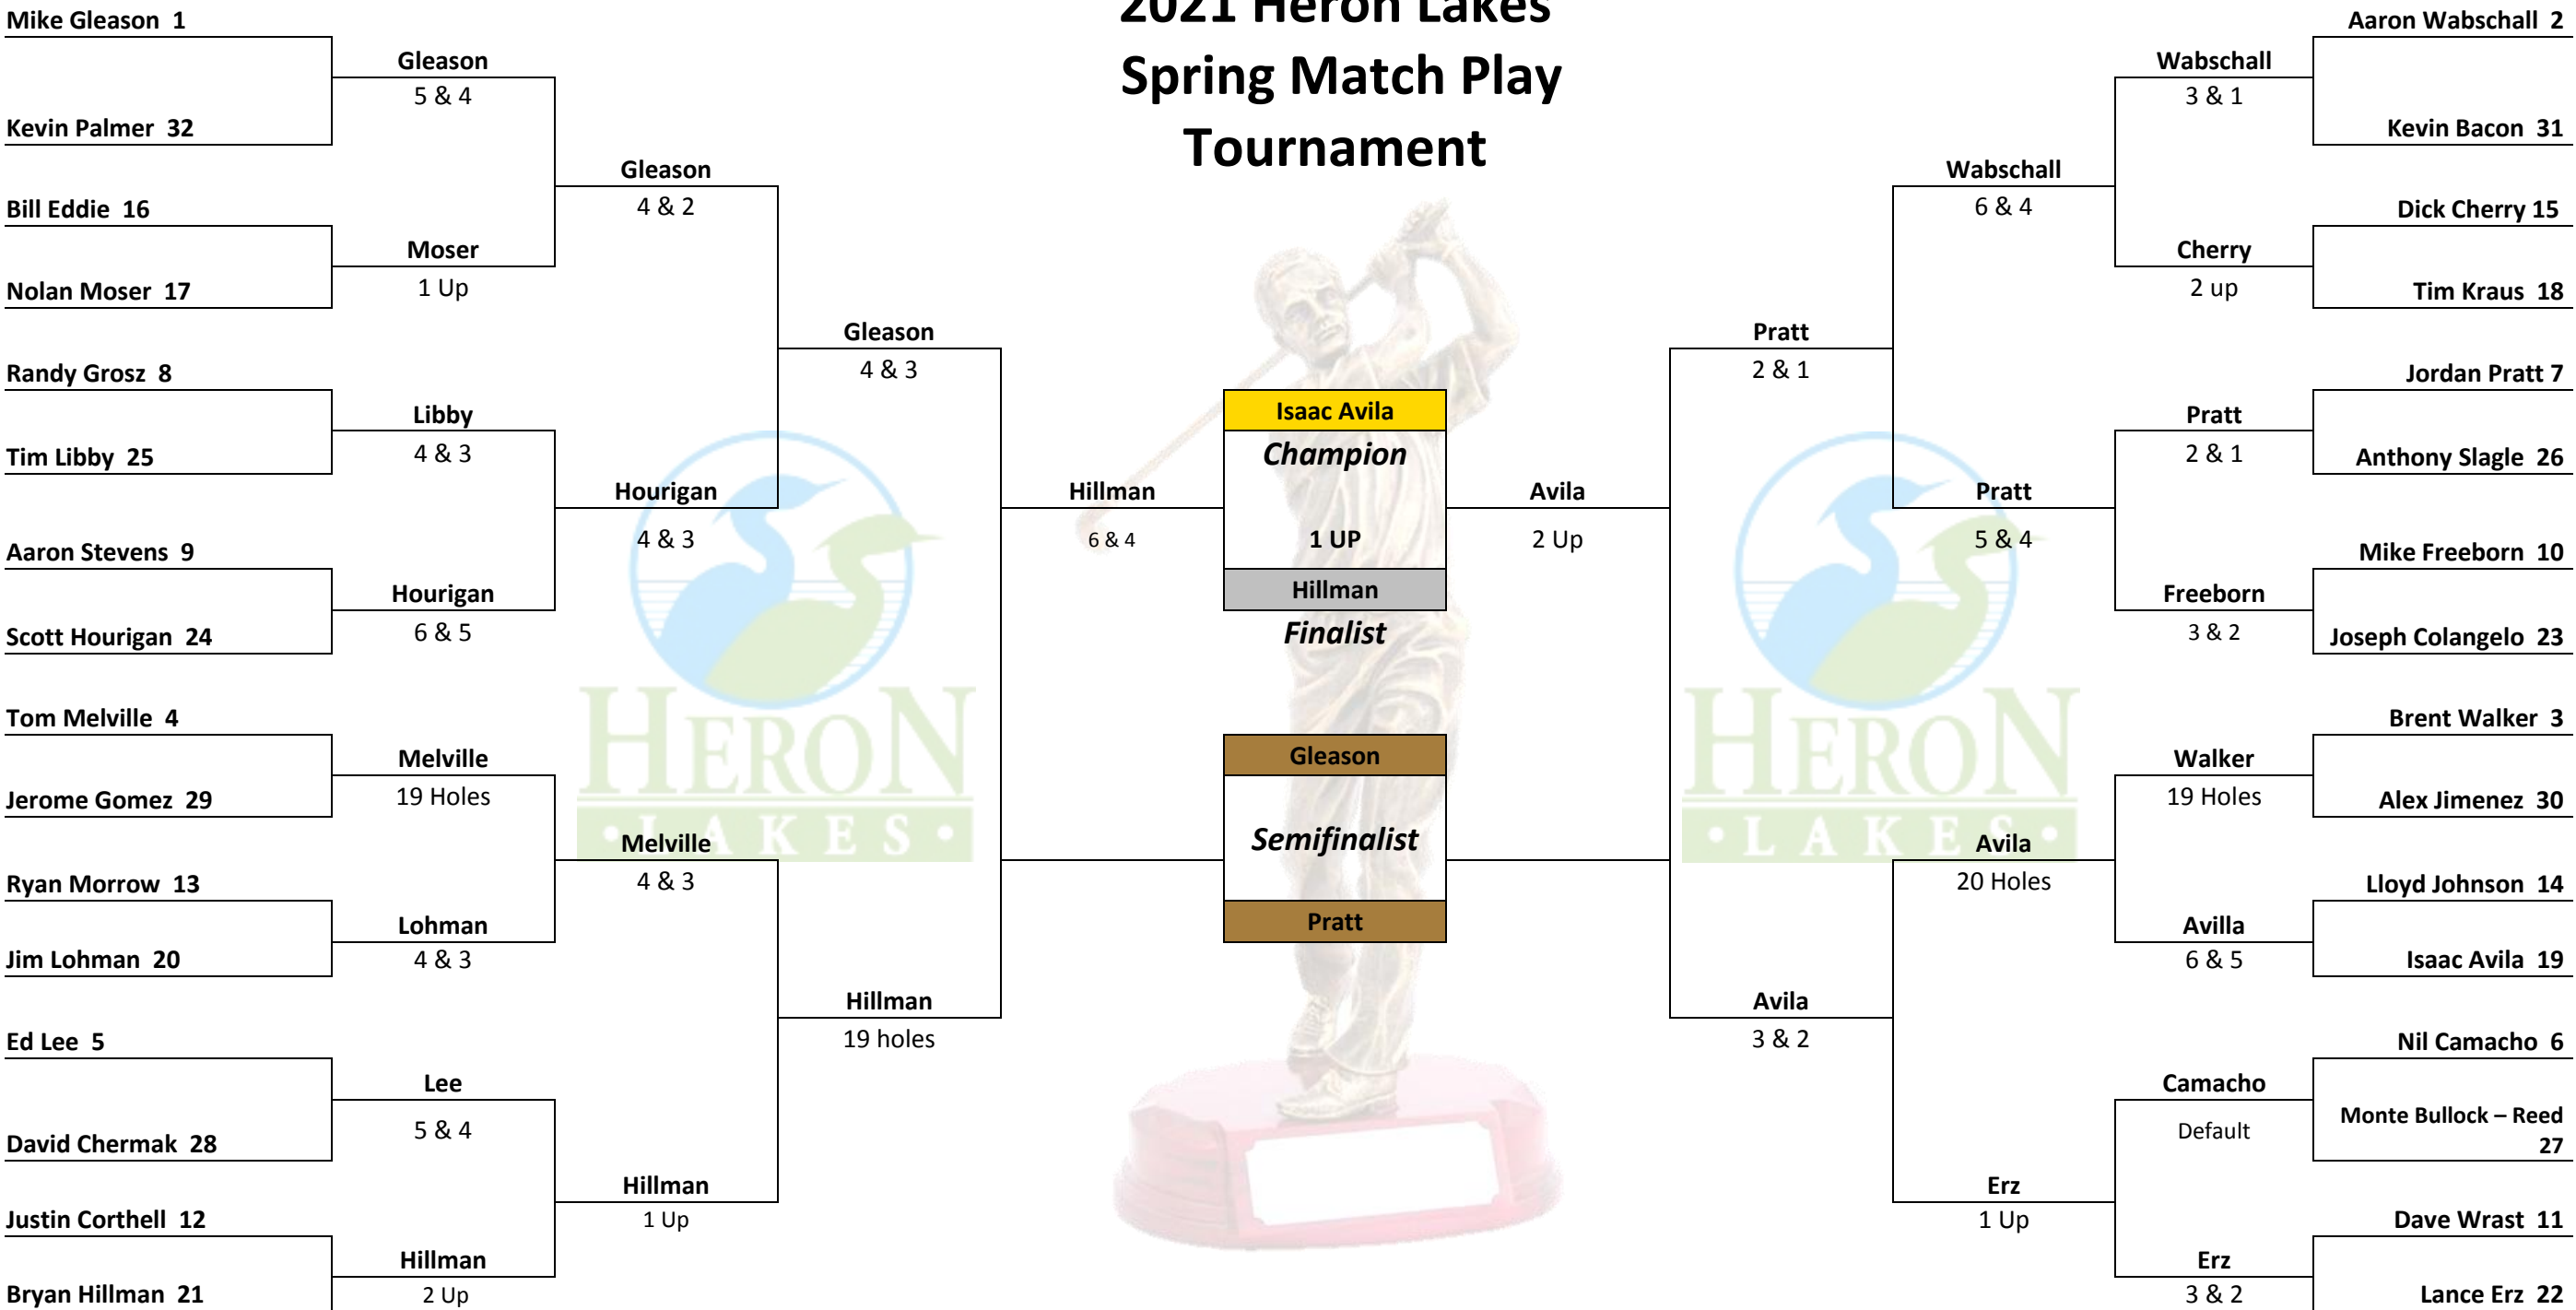 2021 Heron Lakes
Spring Match Play
Tournament
Mike Gleason 1
Gleason
5 & 4
Kevin Palmer 32
Gleason
4 & 2
Bill Eddie 16
Moser
1 Up
Nolan Moser 17
Gleason
4 & 3
Randy Grosz 8
Libby
4 & 3
Tim Libby 25
Hourigan
4 & 3
Aaron Stevens 9
Hourigan
6 & 5
Scott Hourigan 24
Hillman
6 & 4
Tom Melville 4
Melville
19 Holes
Jerome Gomez 29
Melville
4 & 3
Ryan Morrow 13
Lohman
4 & 3
Jim Lohman 20
Hillman
19 holes
Ed Lee 5
Lee
5 & 4
David Chermak 28
Hillman
1 Up
Justin Corthell 12
Hillman
2 Up
Bryan Hillman 21
HERON
• LAKES •
Isaac Avila
Champion
1 UP
Hillman
Finalist
Gleason
Semifinalist
Pratt
Aaron Wabschall 2
Wabschall
3 & 1
Kevin Bacon 31
Wabschall
6 & 4
Dick Cherry 15
Cherry
2 up
Tim Kraus 18
Pratt
2 & 1
Jordan Pratt 7
Pratt
2 & 1
Anthony Slagle 26
Pratt
5 & 4
Mike Freeborn 10
Freeborn
3 & 2
Joseph Colangelo 23
Avila
2 Up
Brent Walker 3
Walker
19 Holes
Alex Jimenez 30
Avila
20 Holes
Lloyd Johnson 14
Avilla
6 & 5
Isaac Avila 19
Avila
3 & 2
Nil Camacho 6
Camacho
Default
Monte Bullock – Reed
27
Erz
1 Up
Dave Wrast 11
Erz
3 & 2
Lance Erz 22
HERON
• LAKES •